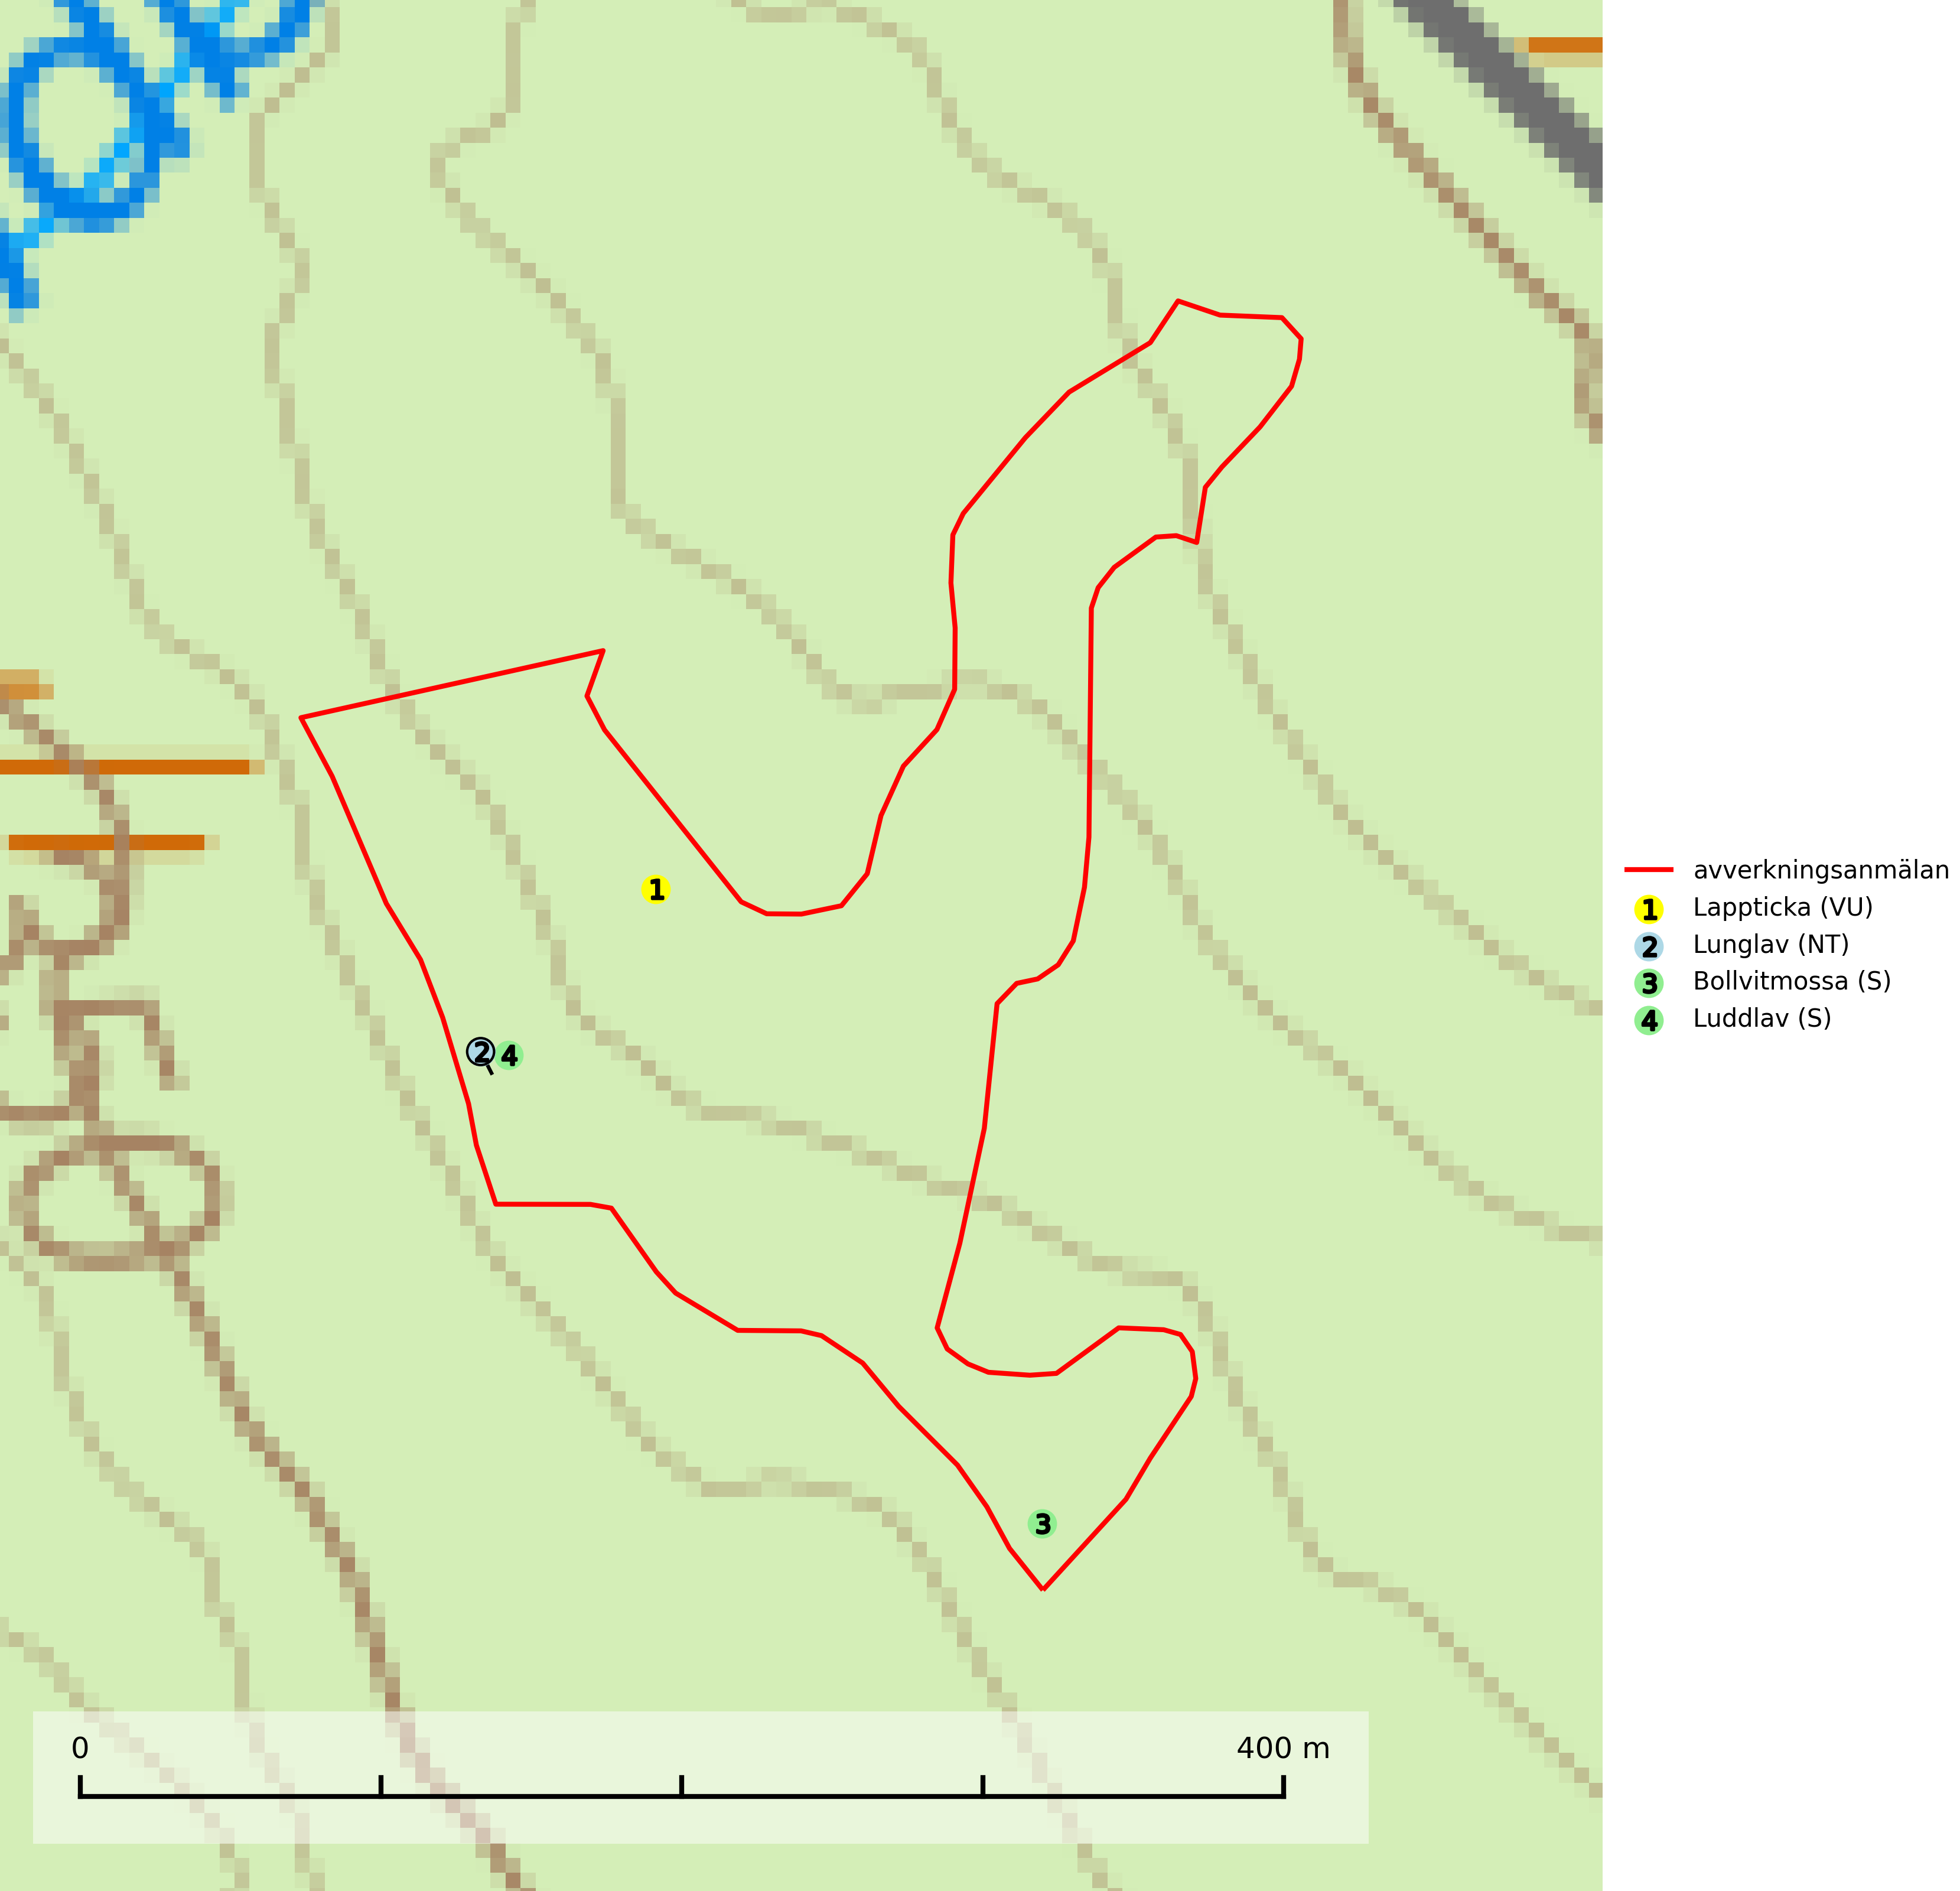 1
2 4
3
0 400 m
avverkningsanmälan
1 Lappticka (VU)
2 Lunglav (NT)
3 Bollvitmossa (S)
4 Luddlav (S)